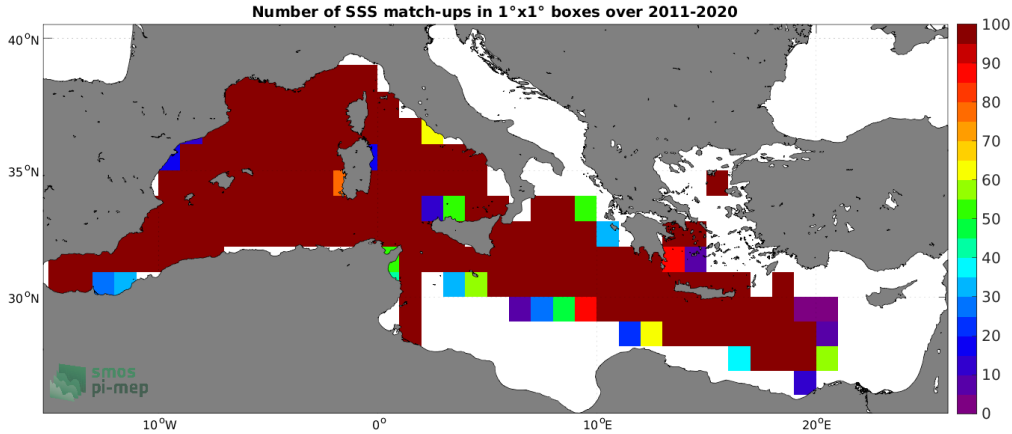 Number of SSS match-ups in 1°x1° boxes over 2011-2020
40°N
35°N
30°N
10°W
0°
10°E
20°E
100
90
80
70
60
50
40
30
20
10
0
smos
pi-mep